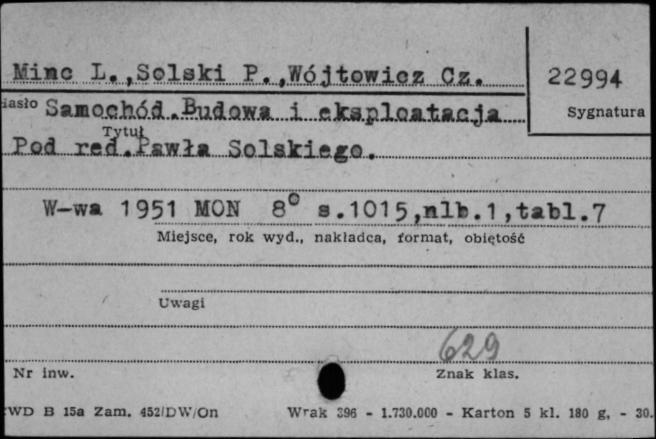 Minc L.,Solski P.,Wójtowicz Cz.
22994
Hasło Samochód.Budowa i eksploatacja
Sygnatura
Tytuł
Pod red.Pawła Solskiego.
W-wa 1951 MON 8° s.1015,nlb.1,tabl.7
Miejsce, rok wyd., nakładca, format, objętość
Uwagi
629
Nr inw.
Znak klas.
WD B 15a Zam. 452/DW/On Wrak 396 - 1.730.000 - Karton 5 kl. 180 g. - 30.